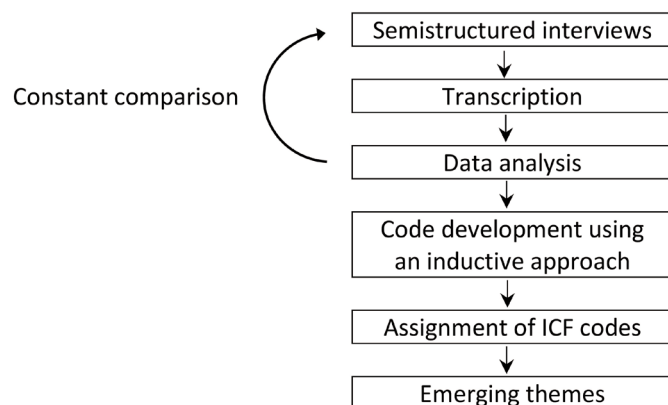 Semistructured interviews
Constant comparison
Transcription
Data analysis
Code development using
an inductive approach
Assignment of ICF codes
Emerging themes